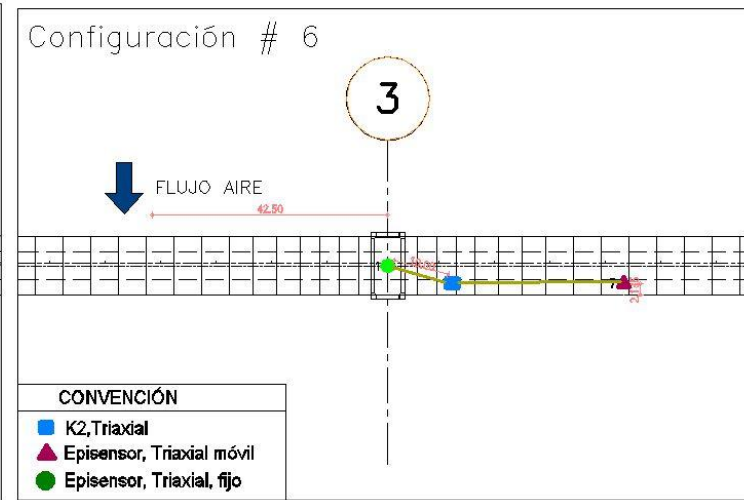 Configuración # 6
3
FLUJO AIRE
42.50
1
7
CONVENCIÓN
K2,Triaxial
Episensor, Triaxial móvil
Episensor, Triaxial, fijo